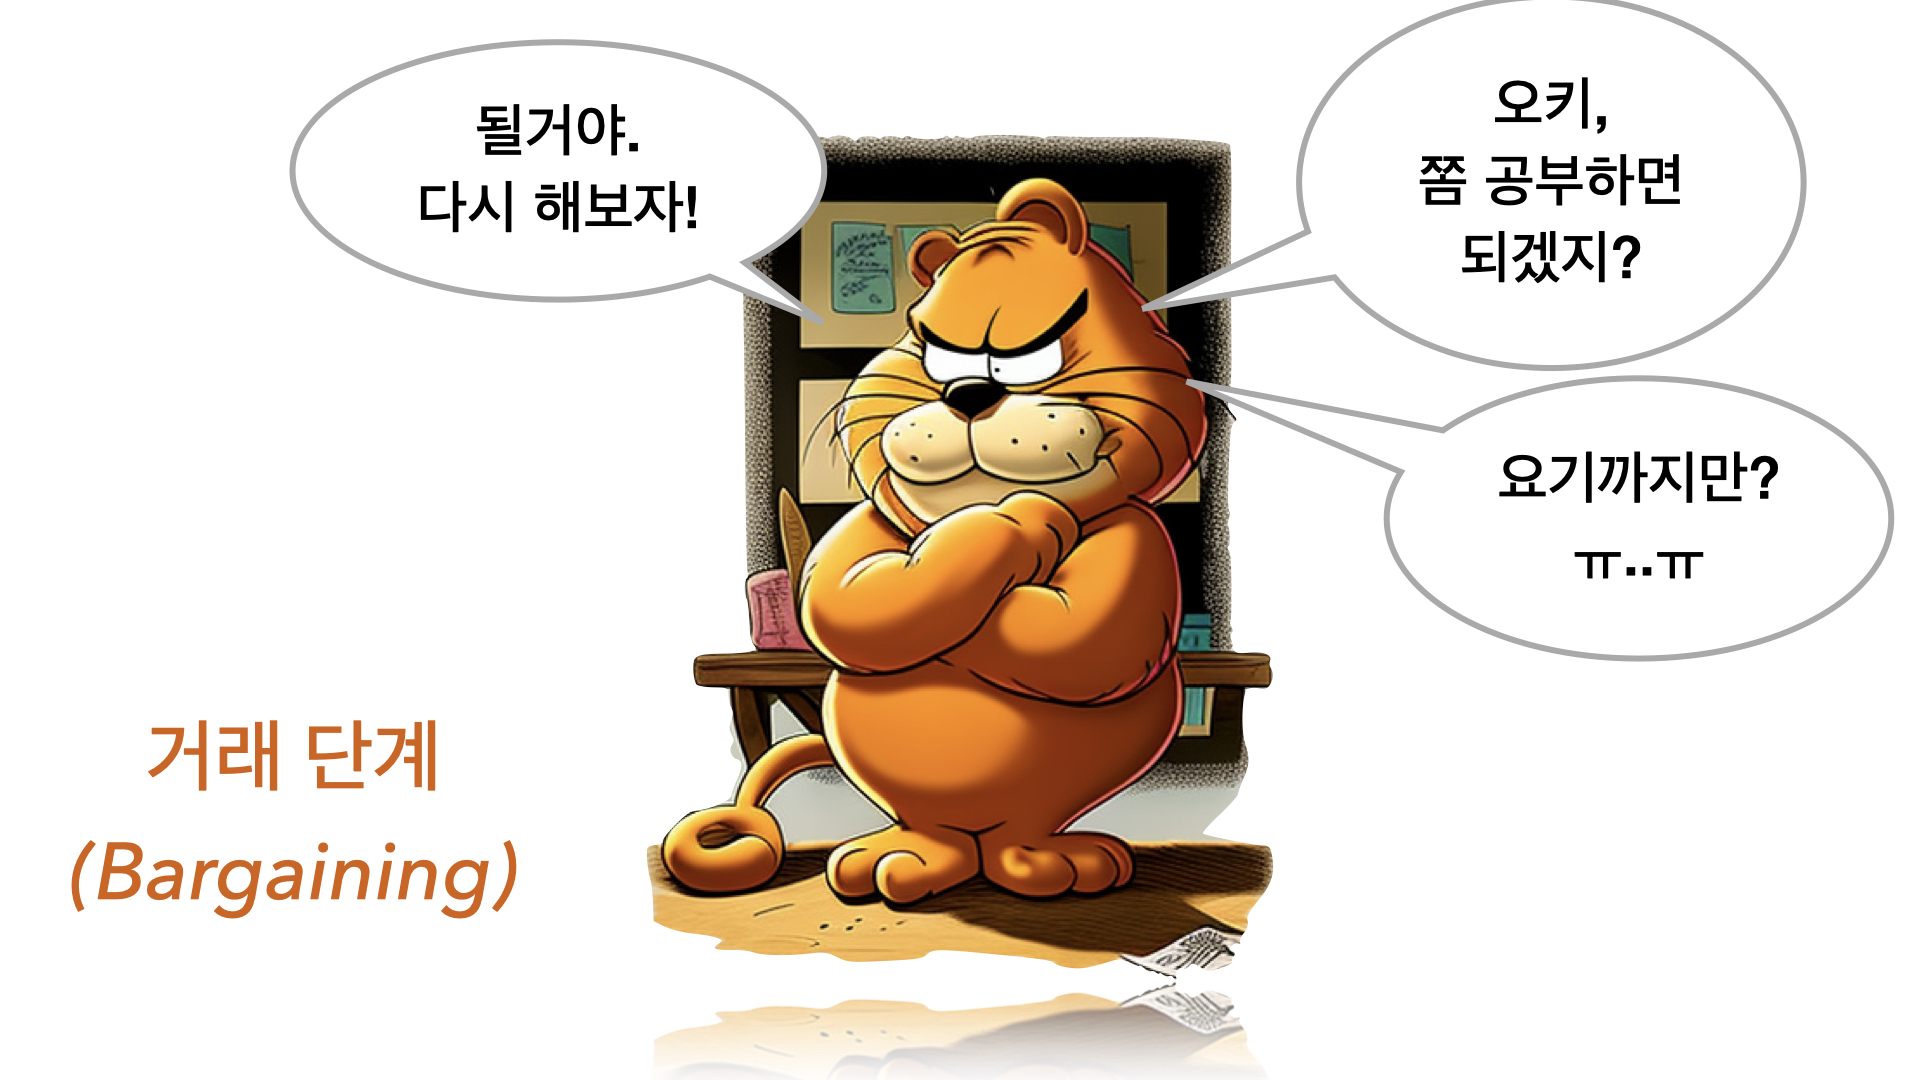 될거야.
다시 해보자!
오키,
쫌 공부하면
되겠지?
요기까지만?
ㅠ..ㅠ
거래 단계
(Bargaining)